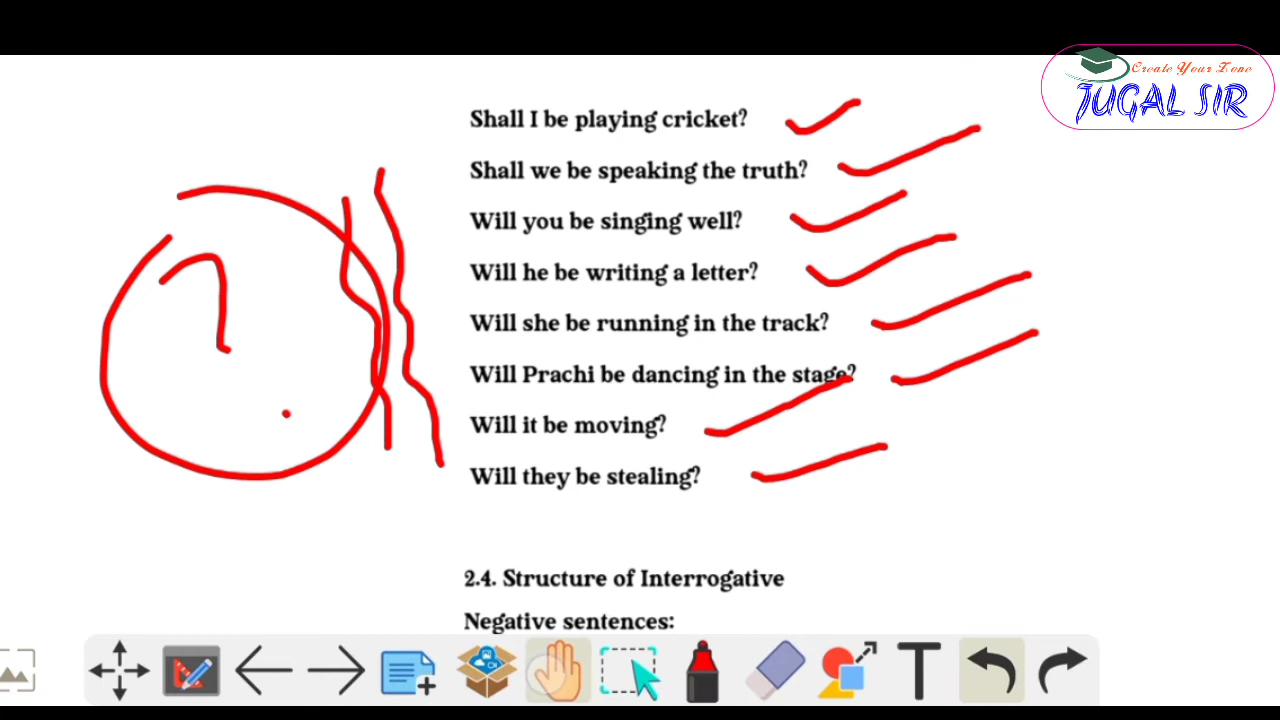 Create Your Zone
JUGAL SIR
Shall I be playing cricket?
Shall we be speaking the truth?
Will you be singing well?
Will he be writing a letter?
Will she be running in the track?
Will Prachi be dancing in the stage?
Will it be moving?
Will they be stealing?
?
2.4. Structure of Interrogative
Negative sentences: